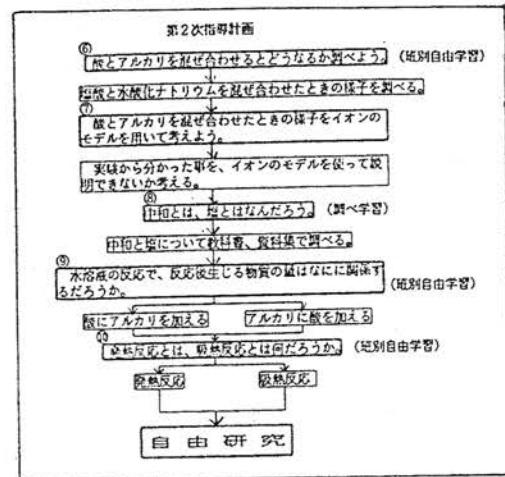 第2次指導計画
⑥
酸とアルカリを混ぜ合わせるとどうなるか調べよう。(班別自由学習)
塩酸と水酸化ナトリウムを混ぜ合わせたときの様子を調べる。
⑦
酸とアルカリを混ぜ合わせたときの様子をイオンの
モデルを用いて考えよう。
実験から分かった事を、イオンのモデルを使って説
明できないか考える。
⑧
中和とは、塩とはなんだろう。(調べ学習)
中和と塩について教科書、資料集で調べる。
⑨
水溶液の反応で、反応後生じる物質の量はなにに関係す
るだろうか。(班別自由学習)
酸にアルカリを加える アルカリに酸を加える
⑩
発熱反応とは、吸熱反応とは何だろうか。(班別自由学習)
発熱反応 吸熱反応
自由研究